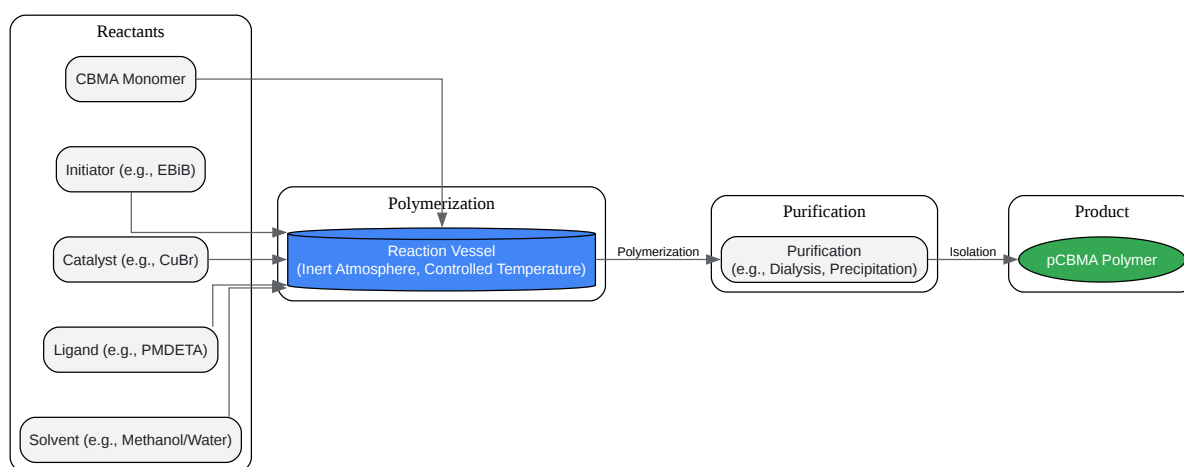 Reactants
CBMA Monomer
Initiator (e.g., EBiB)
Catalyst (e.g., CuBr)
Ligand (e.g., PMDETA)
Solvent (e.g., Methanol/Water)
Polymerization
Reaction Vessel
(Inert Atmosphere, Controlled Temperature)
Polymerization
Purification
Purification
(e.g., Dialysis, Precipitation)
Isolation
Product
pCBMA Polymer